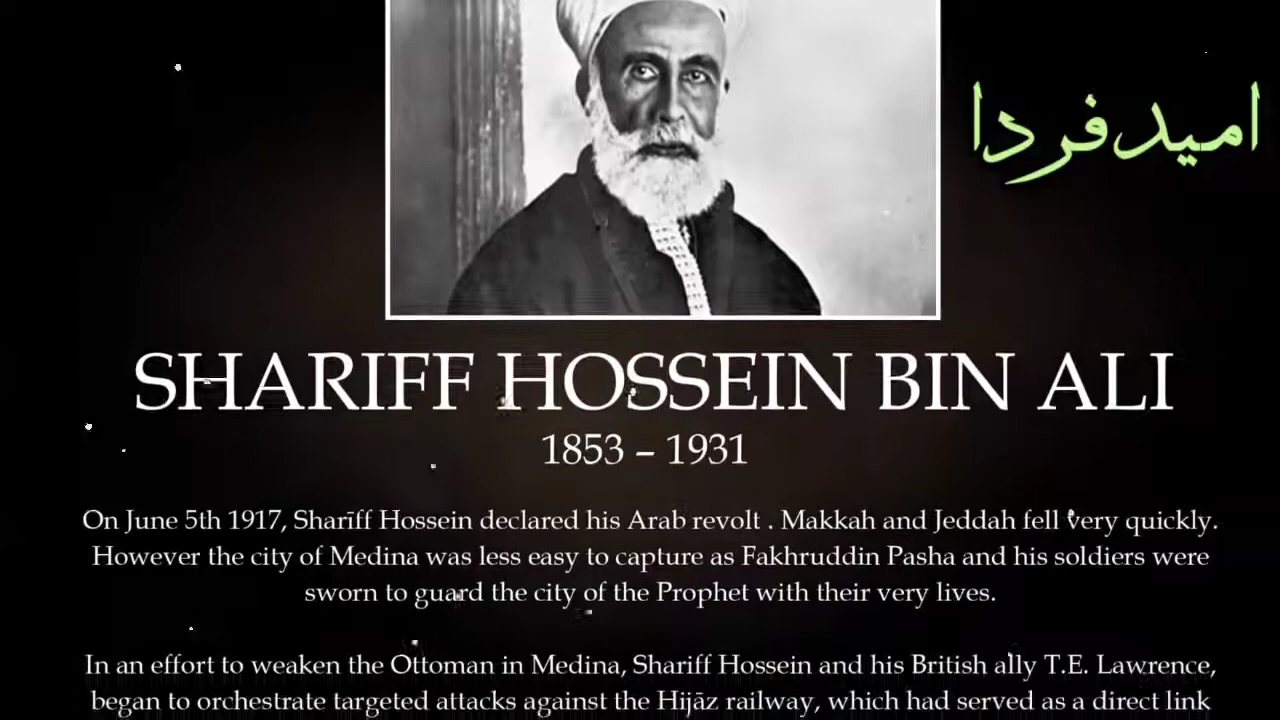 امید فردا
SHARIFF HOSSEIN BIN ALI
1853 – 1931
On June 5th 1917, Sharīff Hossein declared his Arab revolt . Makkah and Jeddah fell very quickly.
However the city of Medina was less easy to capture as Fakhruddin Pasha and his soldiers were
sworn to guard the city of the Prophet with their very lives.
In an effort to weaken the Ottoman in Medina, Shariff Hossein and his British ally T.E. Lawrence,
began to orchestrate targeted attacks against the Hijāz railway, which had served as a direct link